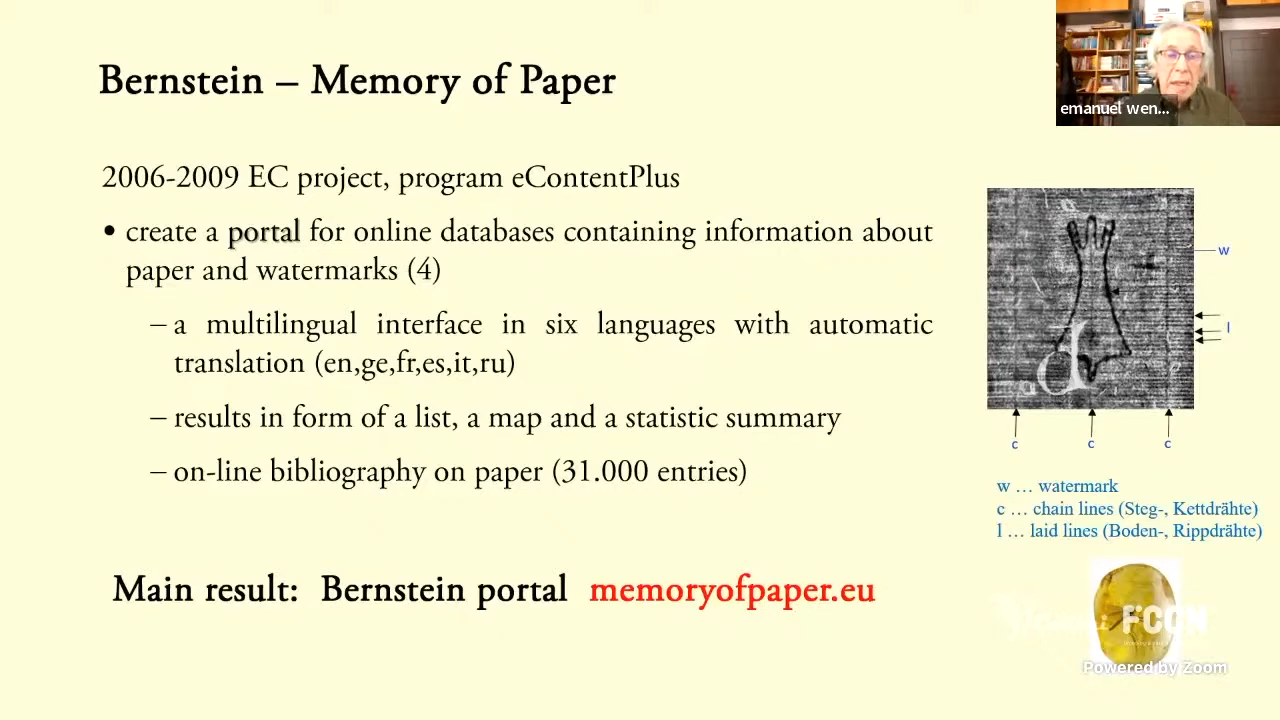 Bernstein – Memory of Paper
emanuel wen...
2006-2009 EC project, program eContentPlus
• create a portal for online databases containing information about
paper and watermarks (4)
– a multilingual interface in six languages with automatic
translation (en,ge,fr,es,it,ru)
– results in form of a list, a map and a statistic summary
– on-line bibliography on paper (31.000 entries)
w
l
c c c
w … watermark
c … chain lines (Steg-, Kettdrähte)
l … laid lines (Boden-, Rippdrähte)
Main result: Bernstein portal memoryofpaper.eu
FCON
Powered by Zoom